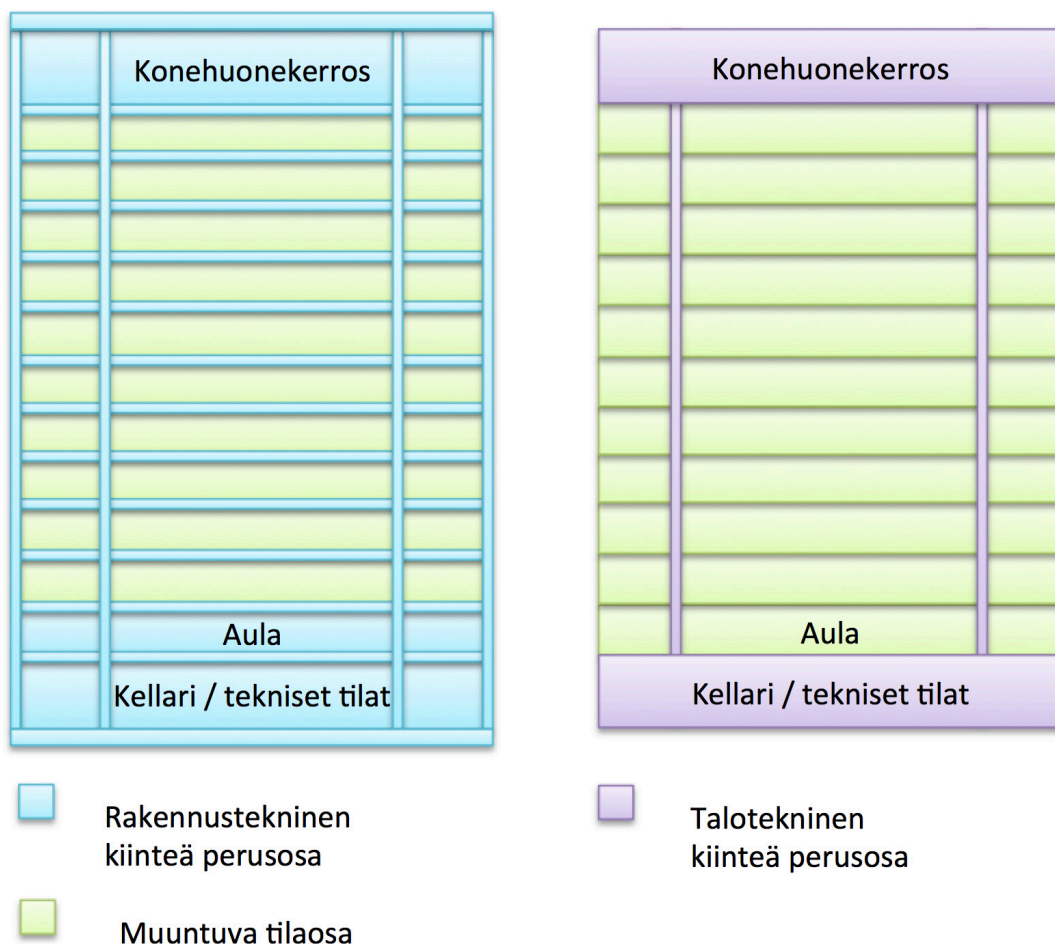 Konehuonekerros
Aula
Kellari / tekniset tilat
Rakennustekninen
kiinteä perusosa
Muuntuva tilaosa
Konehuonekerros
Aula
Kellari / tekniset tilat
Talotekninen
kiinteä perusosa